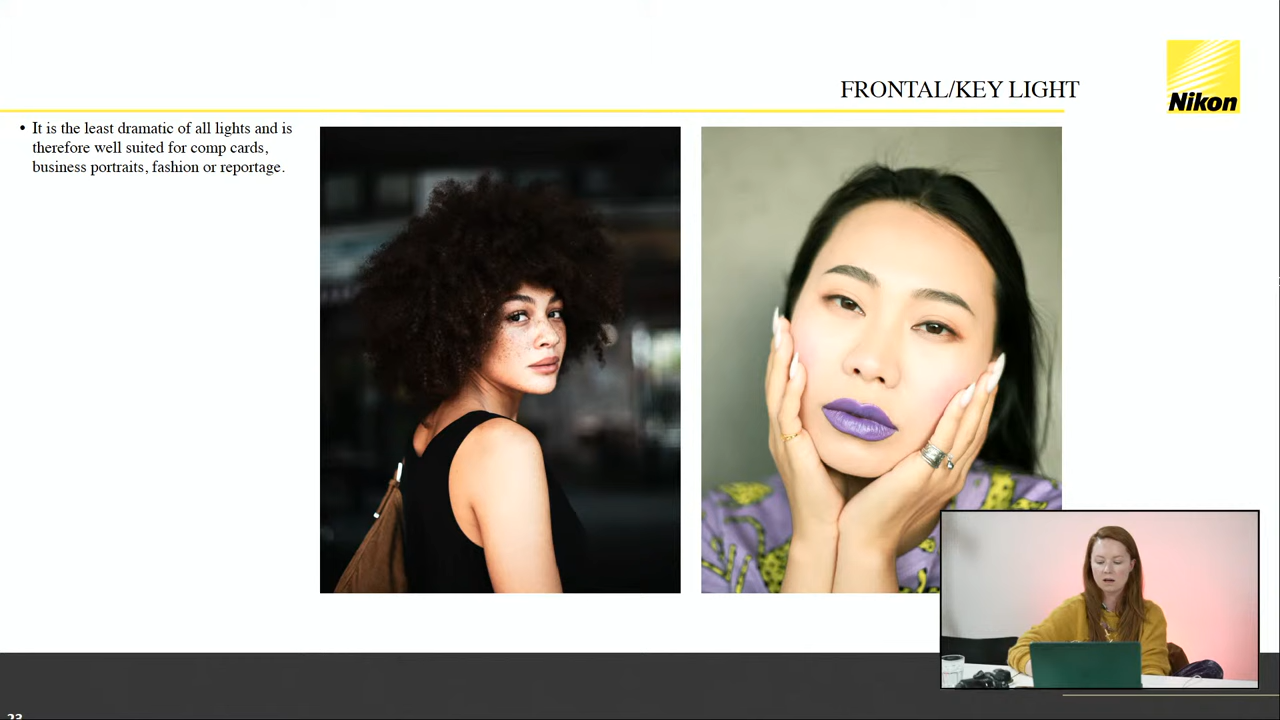 FRONTAL/KEY LIGHT
Nikon
• It is the least dramatic of all lights and is
therefore well suited for comp cards,
business portraits, fashion or reportage.
23